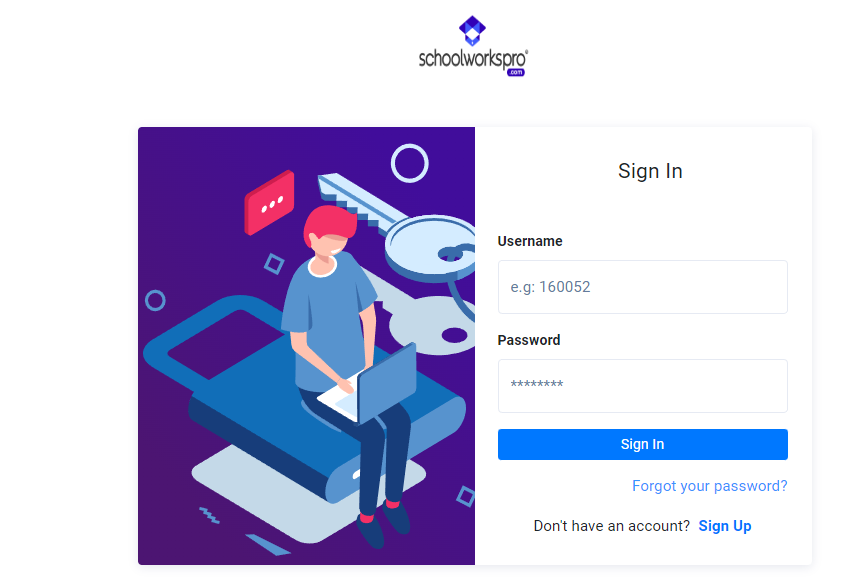 schoolworkspro
.com
Sign In
Username
e.g: 160052
Password
********
Sign In
Forgot your password?
Don't have an account? Sign Up